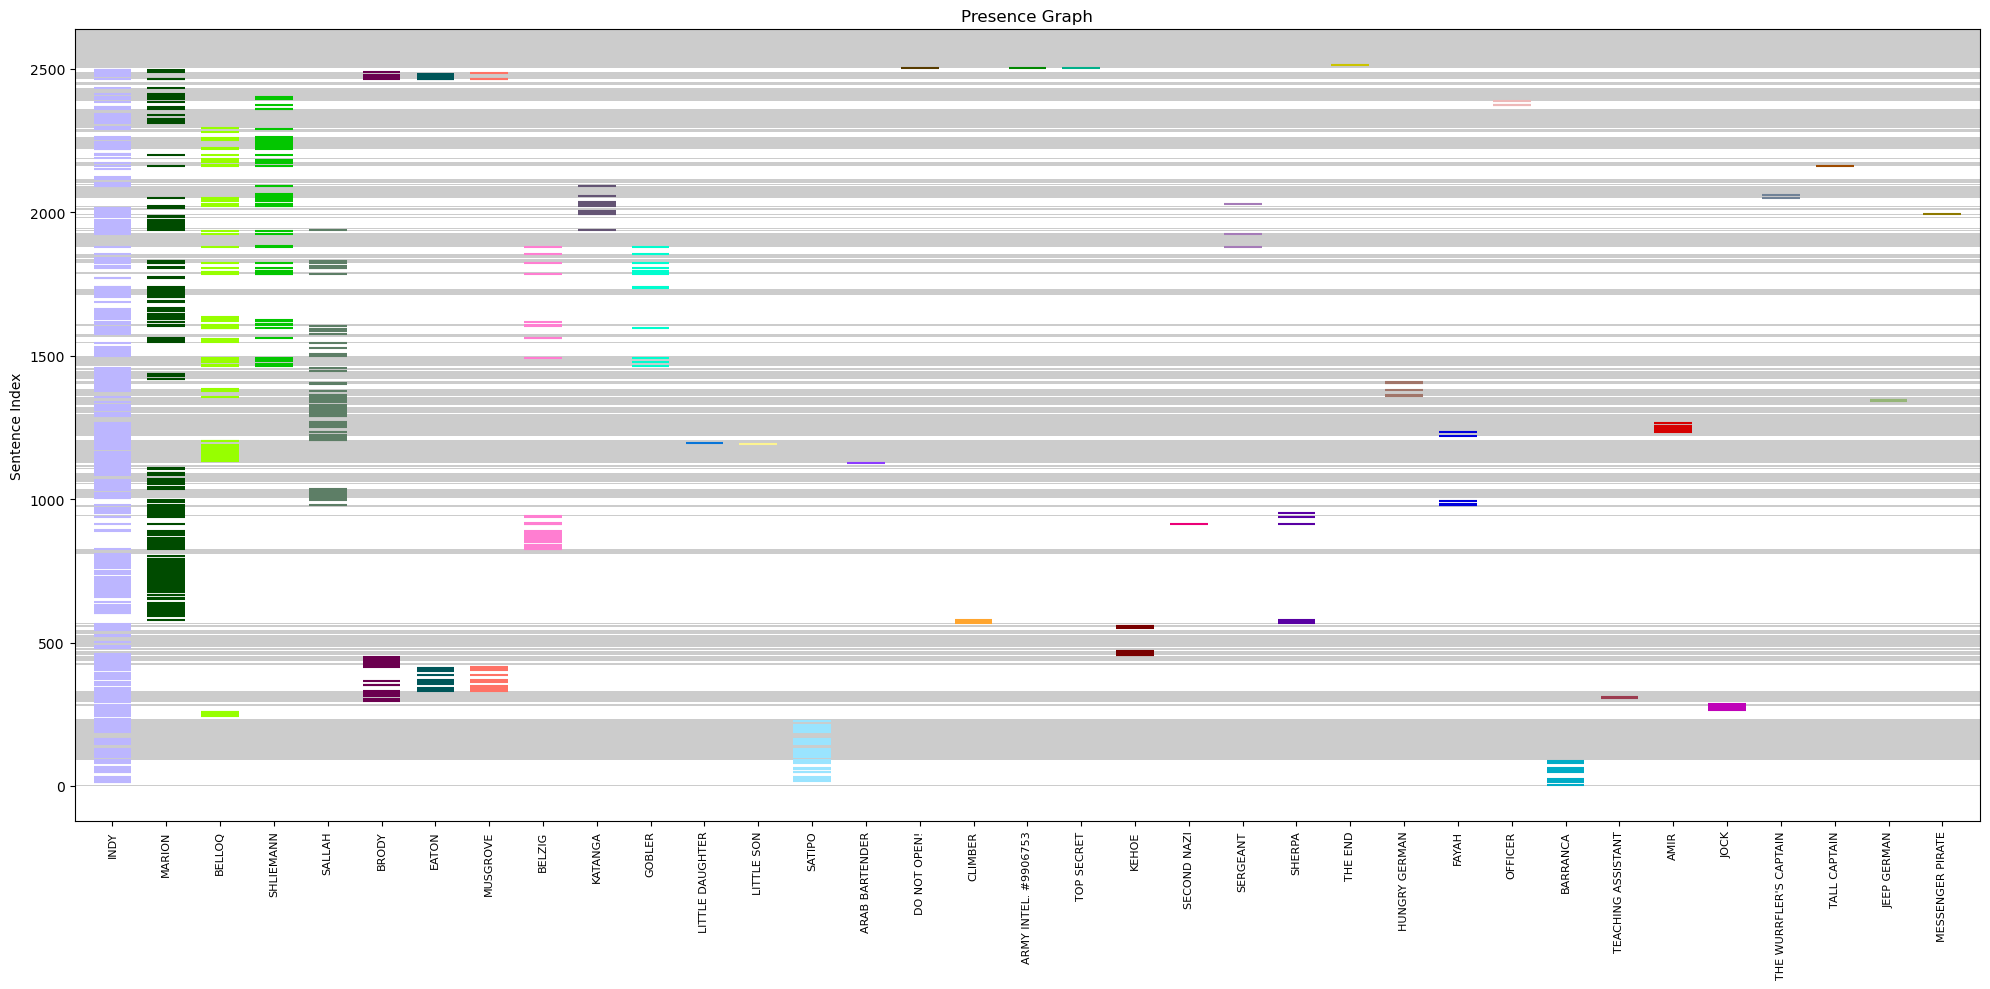 Presence Graph
Sentence Index
2500
2000
1500
1000
500
0
INDY
MARION
BELLOQ
SHLIEMANN
SALLAH
BRODY
EATON
MUSGROVE
BELZIG
KATANGA
GOBLER
LITTLE DAUGHTER
LITTLE SON
SATIPO
ARAB BARTENDER
DO NOT OPEN!
CLIMBER
ARMY INTEL. #9906753
TOP SECRET
KEHOE
SECOND NAZI
SERGEANT
SHERPA
THE END
HUNGRY GERMAN
FAYAH
OFFICER
BARRANCA
TEACHING ASSISTANT
AMIR
JOCK
THE WURRFLER'S CAPTAIN
TALL CAPTAIN
JEEP GERMAN
MESSENGER PIRATE